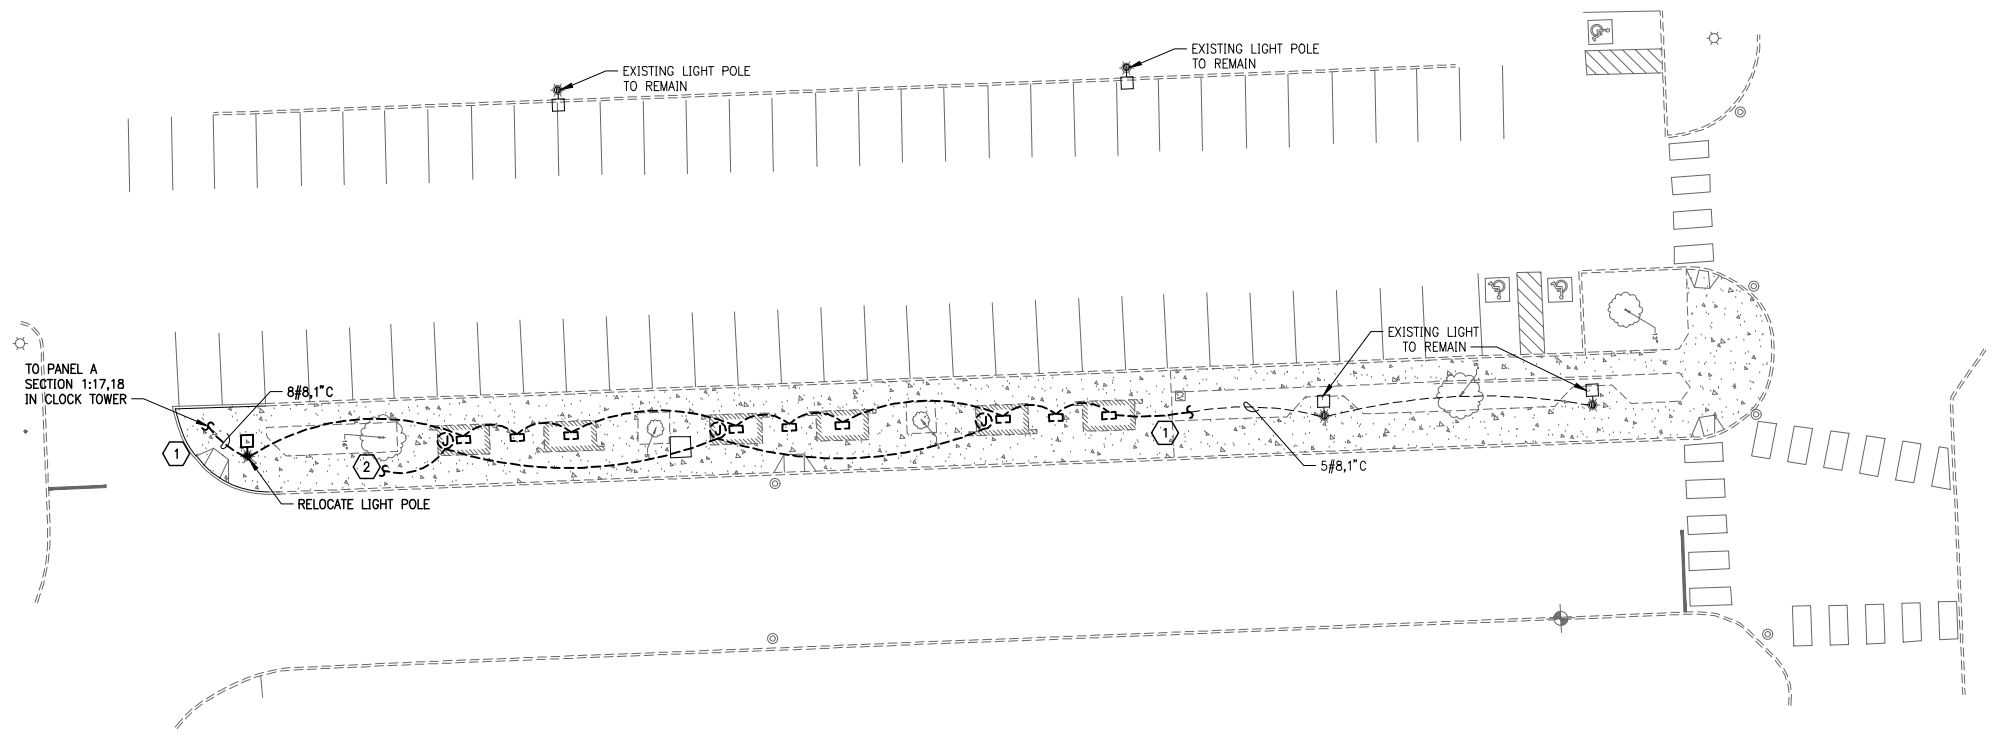 EXISTING LIGHT POLE
TO REMAIN
EXISTING LIGHT POLE
TO REMAIN
EXISTING LIGHT
TO REMAIN
TO PANEL A
SECTION 1:17,18
IN CLOCK TOWER
8#8,1"C
1
2
1
5#8,1"C
RELOCATE LIGHT POLE